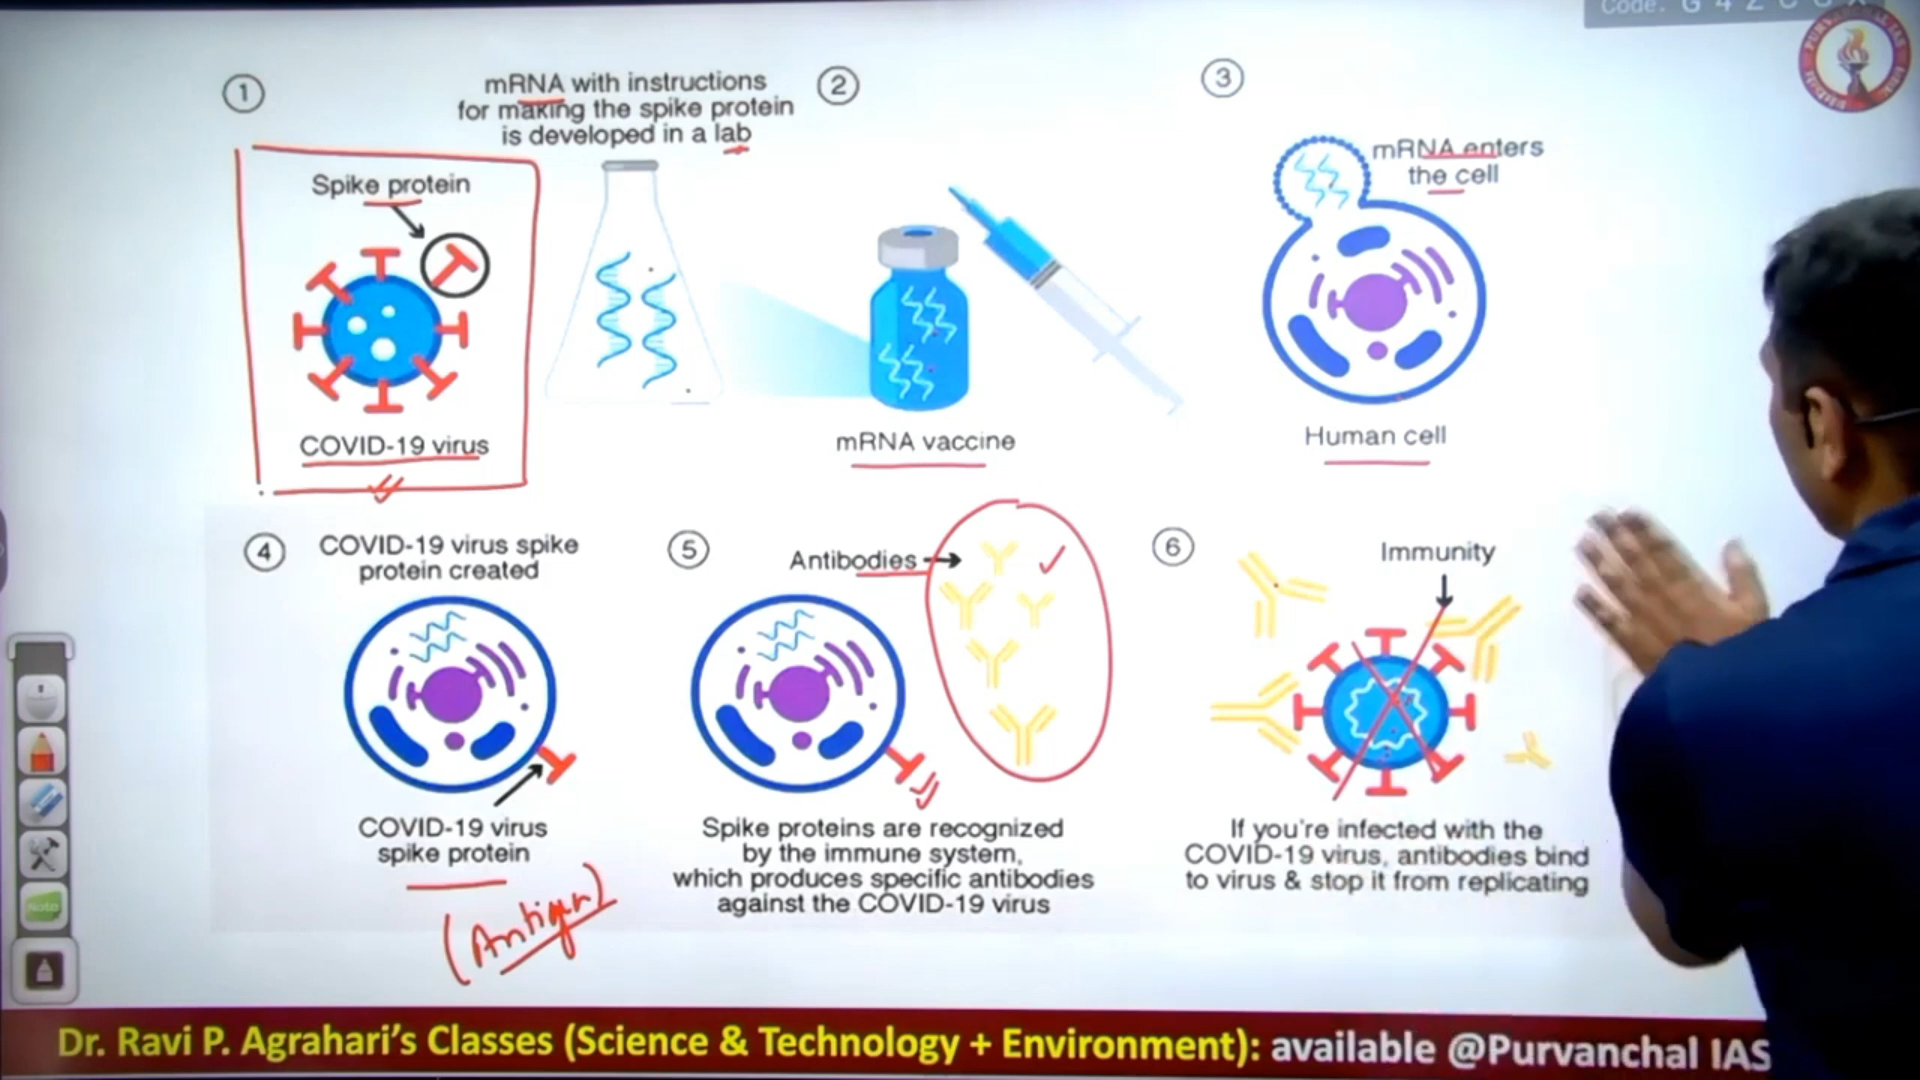 Code:
1
mRNA with instructions
for making the spike protein
is developed in a lab
Spike protein
COVID-19 virus
2
mRNA vaccine
3
mRNA enters
the cell
Human cell
4
COVID-19 virus spike
protein created
COVID-19 virus
spike protein
(Antigen)
5
Antibodies
Spike proteins are recognized
by the immune system,
which produces specific antibodies
against the COVID-19 virus
6
Immunity
If you're infected with the
COVID-19 virus, antibodies bind
to virus & stop it from replicating
Note
Dr. Ravi P. Agrahari's Classes (Science & Technology + Environment): available @Purvanchal IAS